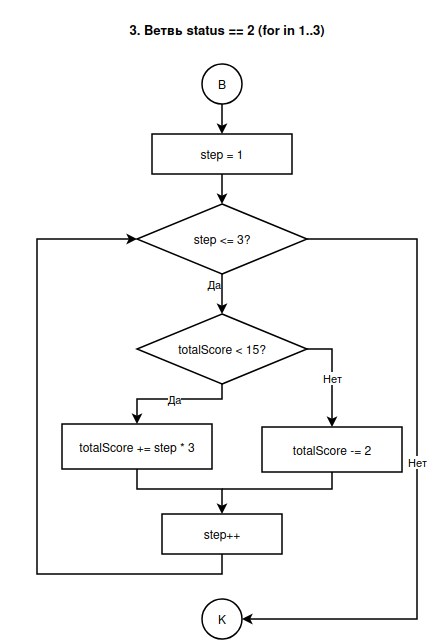 3. Ветвь status == 2 (for in 1..3)
B
step = 1
step <= 3?
Да
totalScore < 15?
Нет
Да
totalScore += step * 3
totalScore -= 2
Нет
step++
K